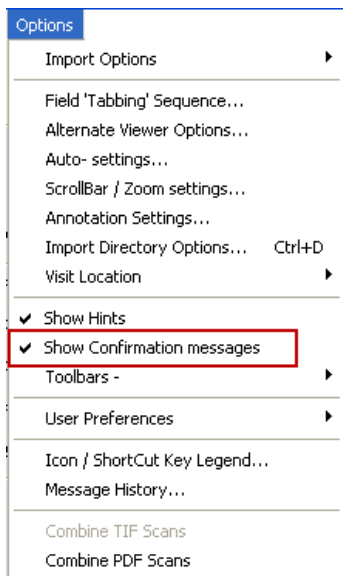 Options
Import Options
Field 'Tabbing' Sequence...
Alternate Viewer Options...
Auto- settings...
ScrollBar / Zoom settings...
Annotation Settings...
Import Directory Options... Ctrl+D
Visit Location
Show Hints
Show Confirmation messages
Toolbars -
User Preferences
Icon / ShortCut Key Legend...
Message History...
Combine TIF Scans
Combine PDF Scans